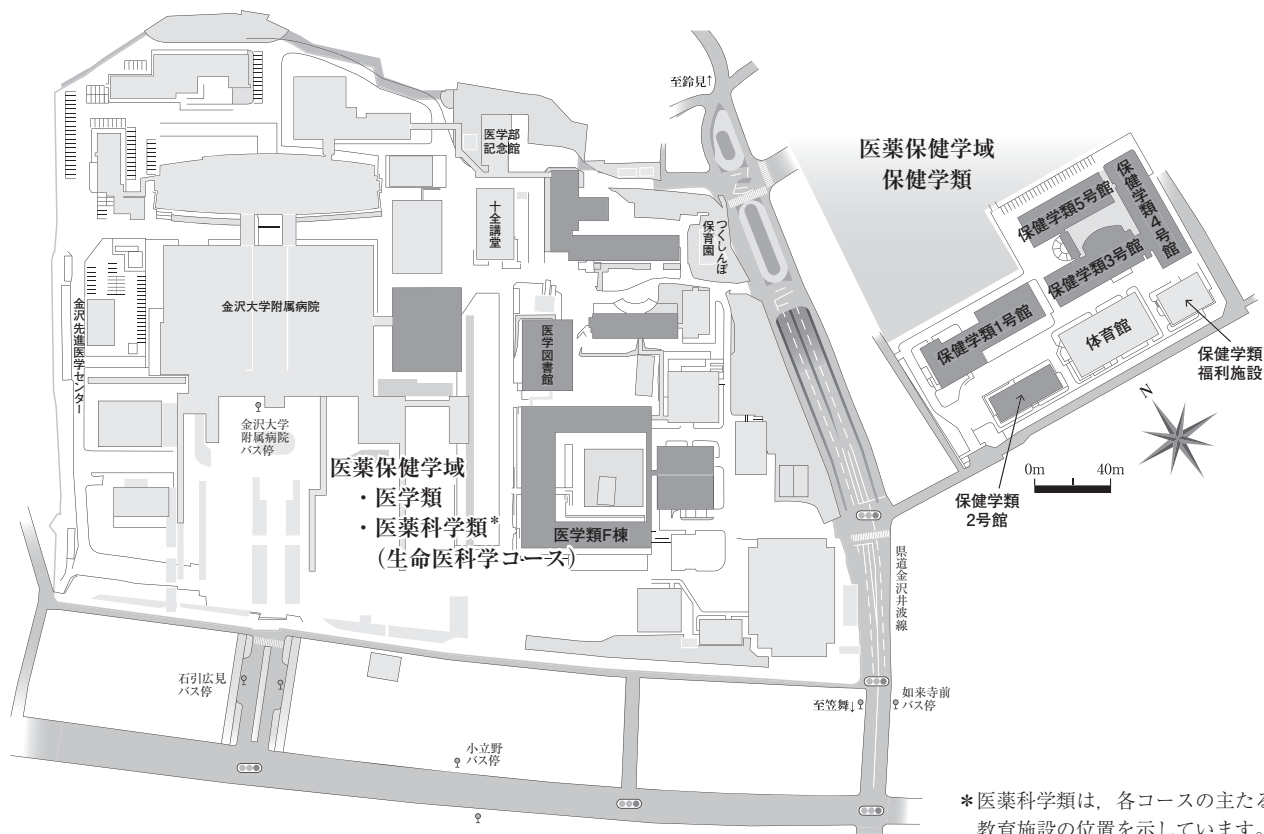 至鈴見↑
医学部
記念館
十全講堂
つくしんぼ
保育園
医薬保健学域
保健学類
保健学類5号館
保健学類4号館
保健学類3号館
保健学類1号館
体育館
保健学類
福利施設
保健学類
2号館
N
0m 40m
金沢大学附属病院
金沢先進医学センター
医学図書館
金沢大学
附属病院
バス停
医薬保健学域
・医学類
・医薬科学類*
(生命医科学コース)
医学類F棟
県道金沢井波線
石引広見
バス停
至笠舞↓
如来寺前
バス停
小立野
バス停
*医薬科学類は,各コースの主たる
教育施設の位置を示しています。